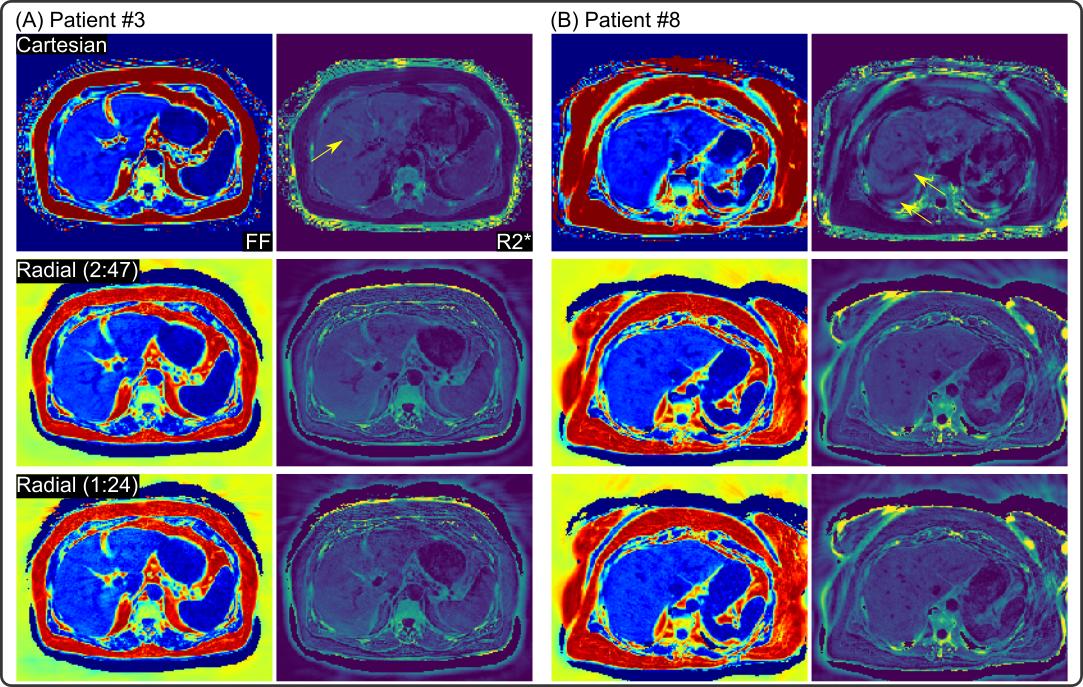 (A) Patient #3
(B) Patient #8
Cartesian
FF
R2*
Radial (2:47)
Radial (1:24)